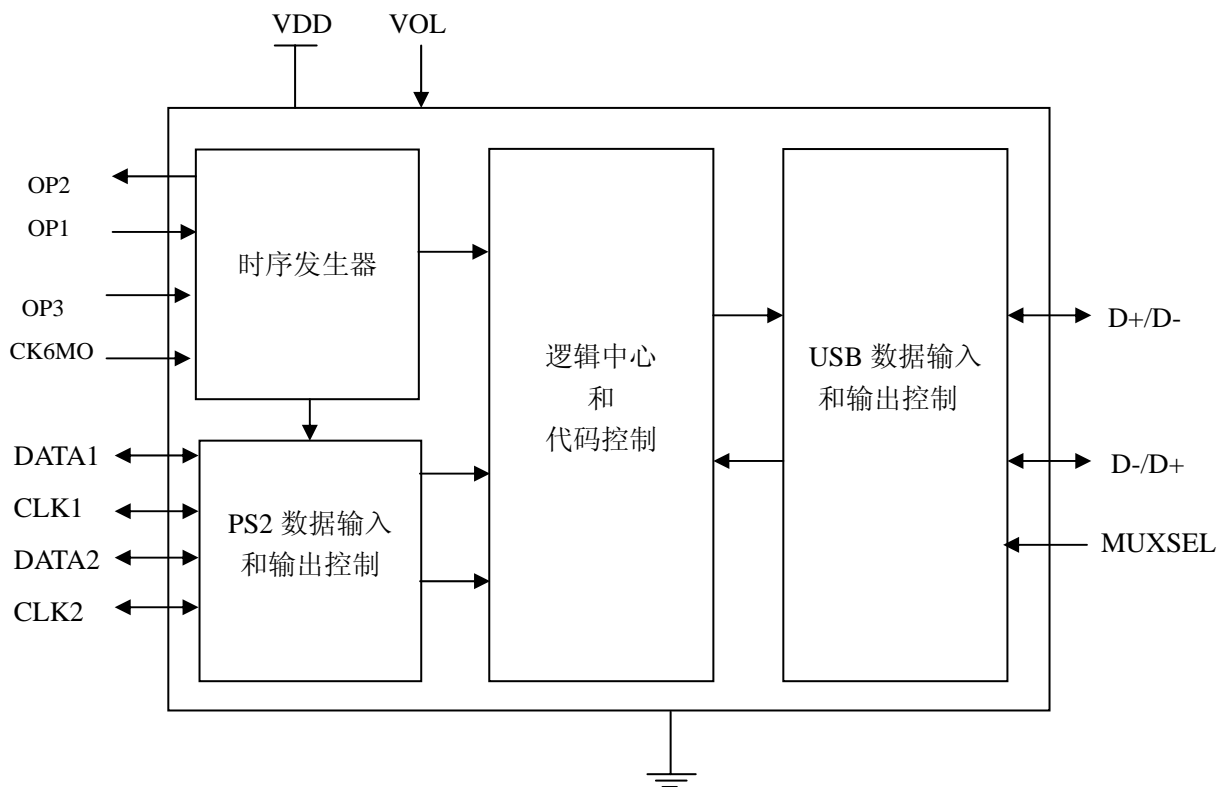 VDD
VOL
OP2
OP1
OP3
CK6MO
时序发生器
DATA1
CLK1
DATA2
CLK2
PS2 数据输入
和输出控制
逻辑中心
和
代码控制
USB 数据输入
和输出控制
D+/D-
D-/D+
MUXSEL